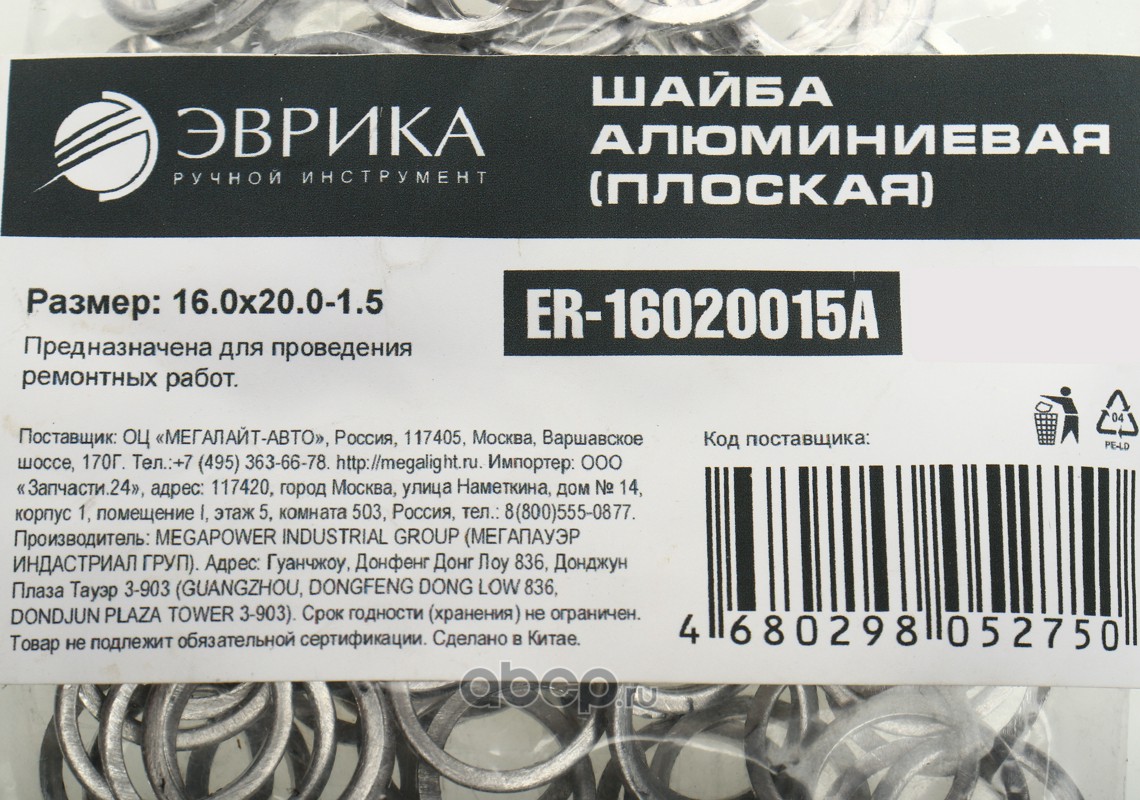 ЭВРИКА
РУЧНОЙ ИНСТРУМЕНТ
ШАЙБА
АЛЮМИНИЕВАЯ
(ПЛОСКАЯ)
Размер: 16.0x20.0-1.5
ER-16020015A
Предназначена для проведения
ремонтных работ.
Поставщик: ОЦ «МЕГАЛАЙТ-АВТО», Россия, 117405, Москва, Варшавское
шоссе, 170Г. Тел.:+7 (495) 363-66-78. http://megalight.ru. Импортер: ООО
«Запчасти.24», адрес: 117420, город Москва, улица Наметкина, дом № 14,
корпус 1, помещение I, этаж 5, комната 503, Россия, тел.: 8(800)555-0877.
Производитель: MEGAPOWER INDUSTRIAL GROUP (МЕГАПАУЭР
ИНДАСТРИАЛ ГРУП). Адрес: Гуанчжоу, Донфенг Донг Лоу 836, Донджун
Плаза Тауэр 3-903 (GUANGZHOU, DONGFENG DONG LOW 836,
DONDJUN PLAZA TOWER 3-903). Срок годности (хранения) не ограничен.
Товар не подлежит обязательной сертификации. Сделано в Китае.
Код поставщика:
04
PE-LD
4 680298 052750
abcp.ru